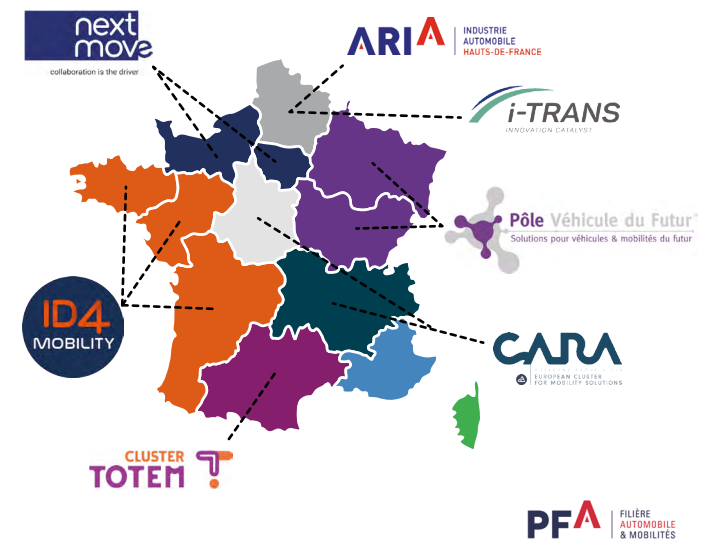 next
move
collaboration is the driver
ARIA
INDUSTRIE
AUTOMOBILE
HAUTS-DE-FRANCE
i-TRANS
INNOVATION CATALYST
Pôle Véhicule du Futur
Solutions pour véhicules & mobilités du futur
ID4
MOBILITY
CARA
EUROPEAN CLUSTER
FOR MOBILITY SOLUTIONS
CLUSTER
TOTEM
PFA
FILIÈRE
AUTOMOBILE
& MOBILITÉS